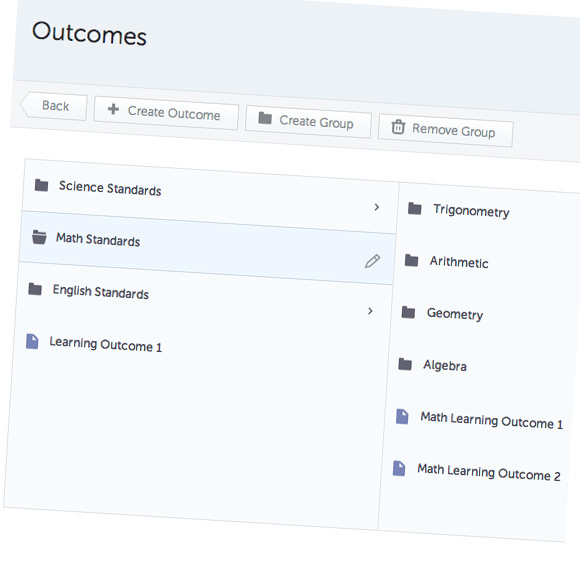 Outcomes
Back
Create Outcome
Create Group
Remove Group
Science Standards
Math Standards
English Standards
Learning Outcome 1
Trigonometry
Arithmetic
Geometry
Algebra
Math Learning Outcome 1
Math Learning Outcome 2